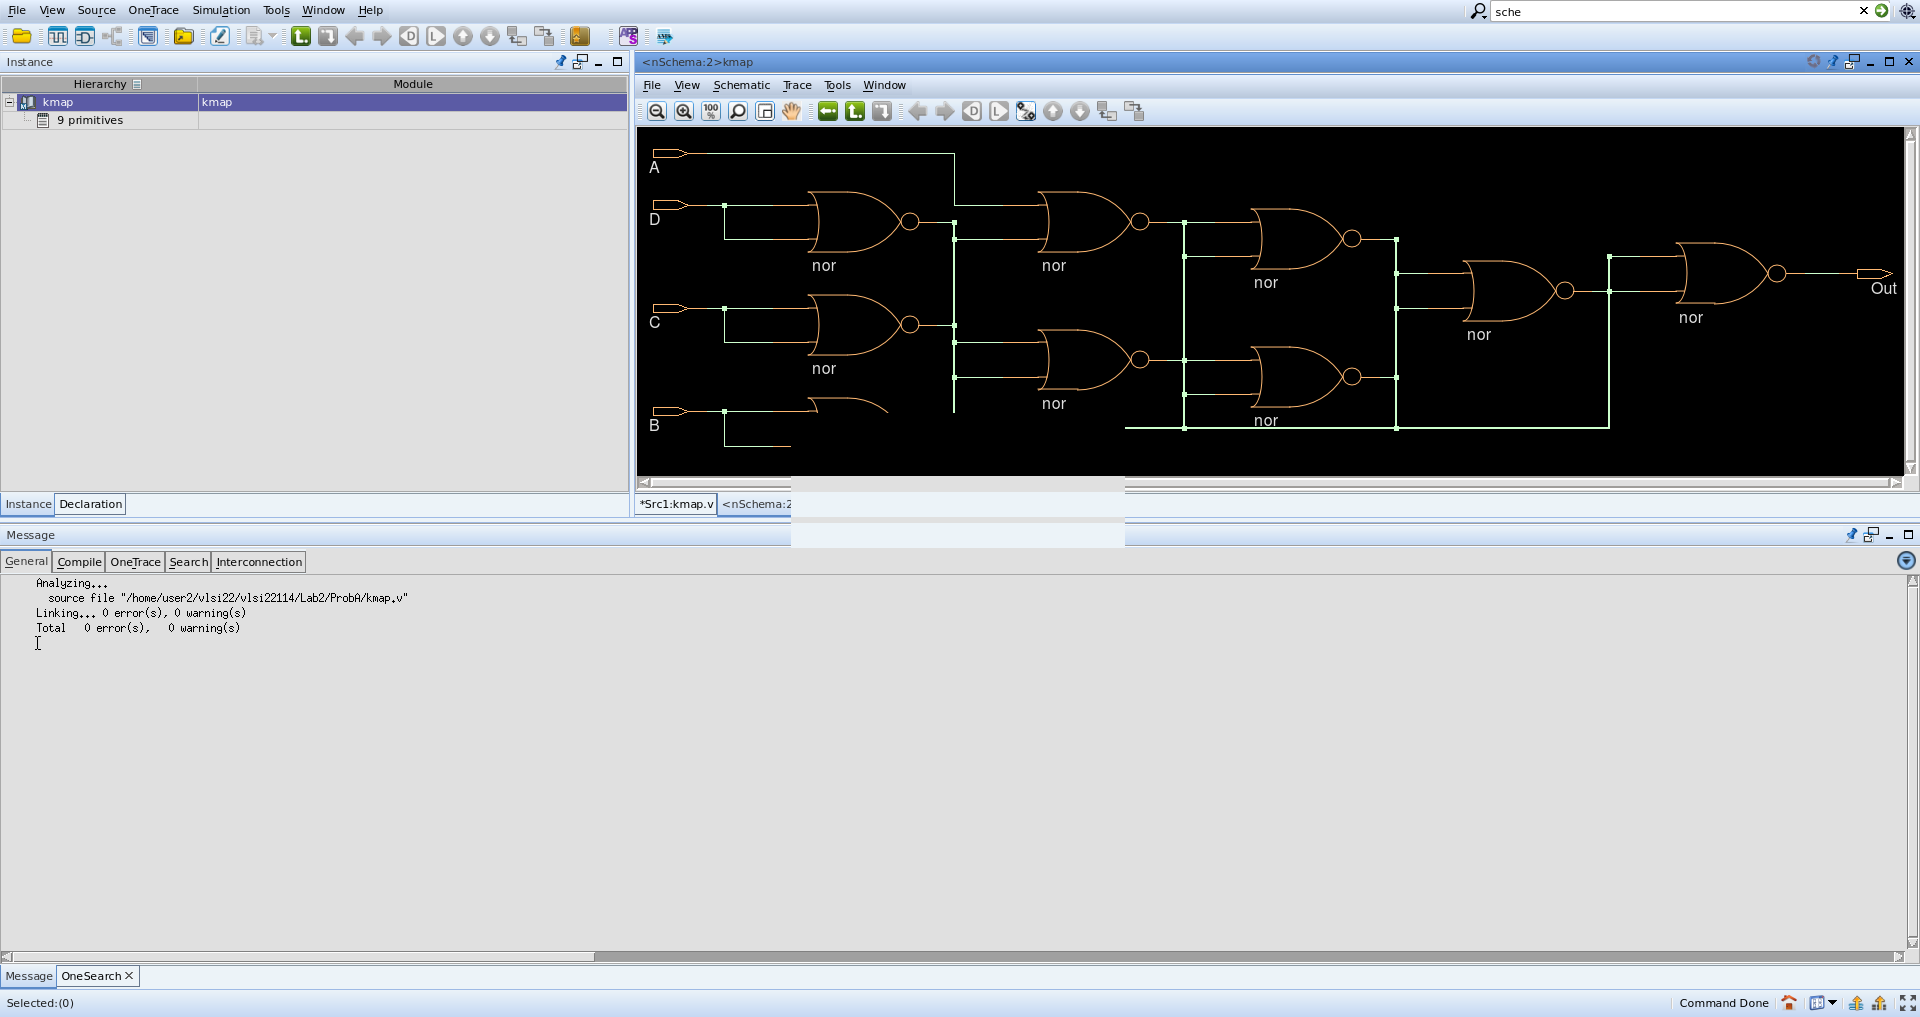 File View Source OneTrace Simulation Tools Window Help
sche
Instance
<nSchema:2>kmap
Hierarchy Module
File View Schematic Trace Tools Window
kmap kmap
9 primitives
100 %
A
D
nor nor nor
C
nor nor nor nor Out
nor nor
B
Instance Declaration
*Src1:kmap.v <nSchema:2
Message
General Compile OneTrace Search Interconnection
Analyzing...
source file "/home/user2/vlsi22/vlsi22114/Lab2/ProbA/kmap.v"
Linking... 0 error(s), 0 warning(s)
Total 0 error(s), 0 warning(s)
Message OneSearch
Selected:(0) Command Done